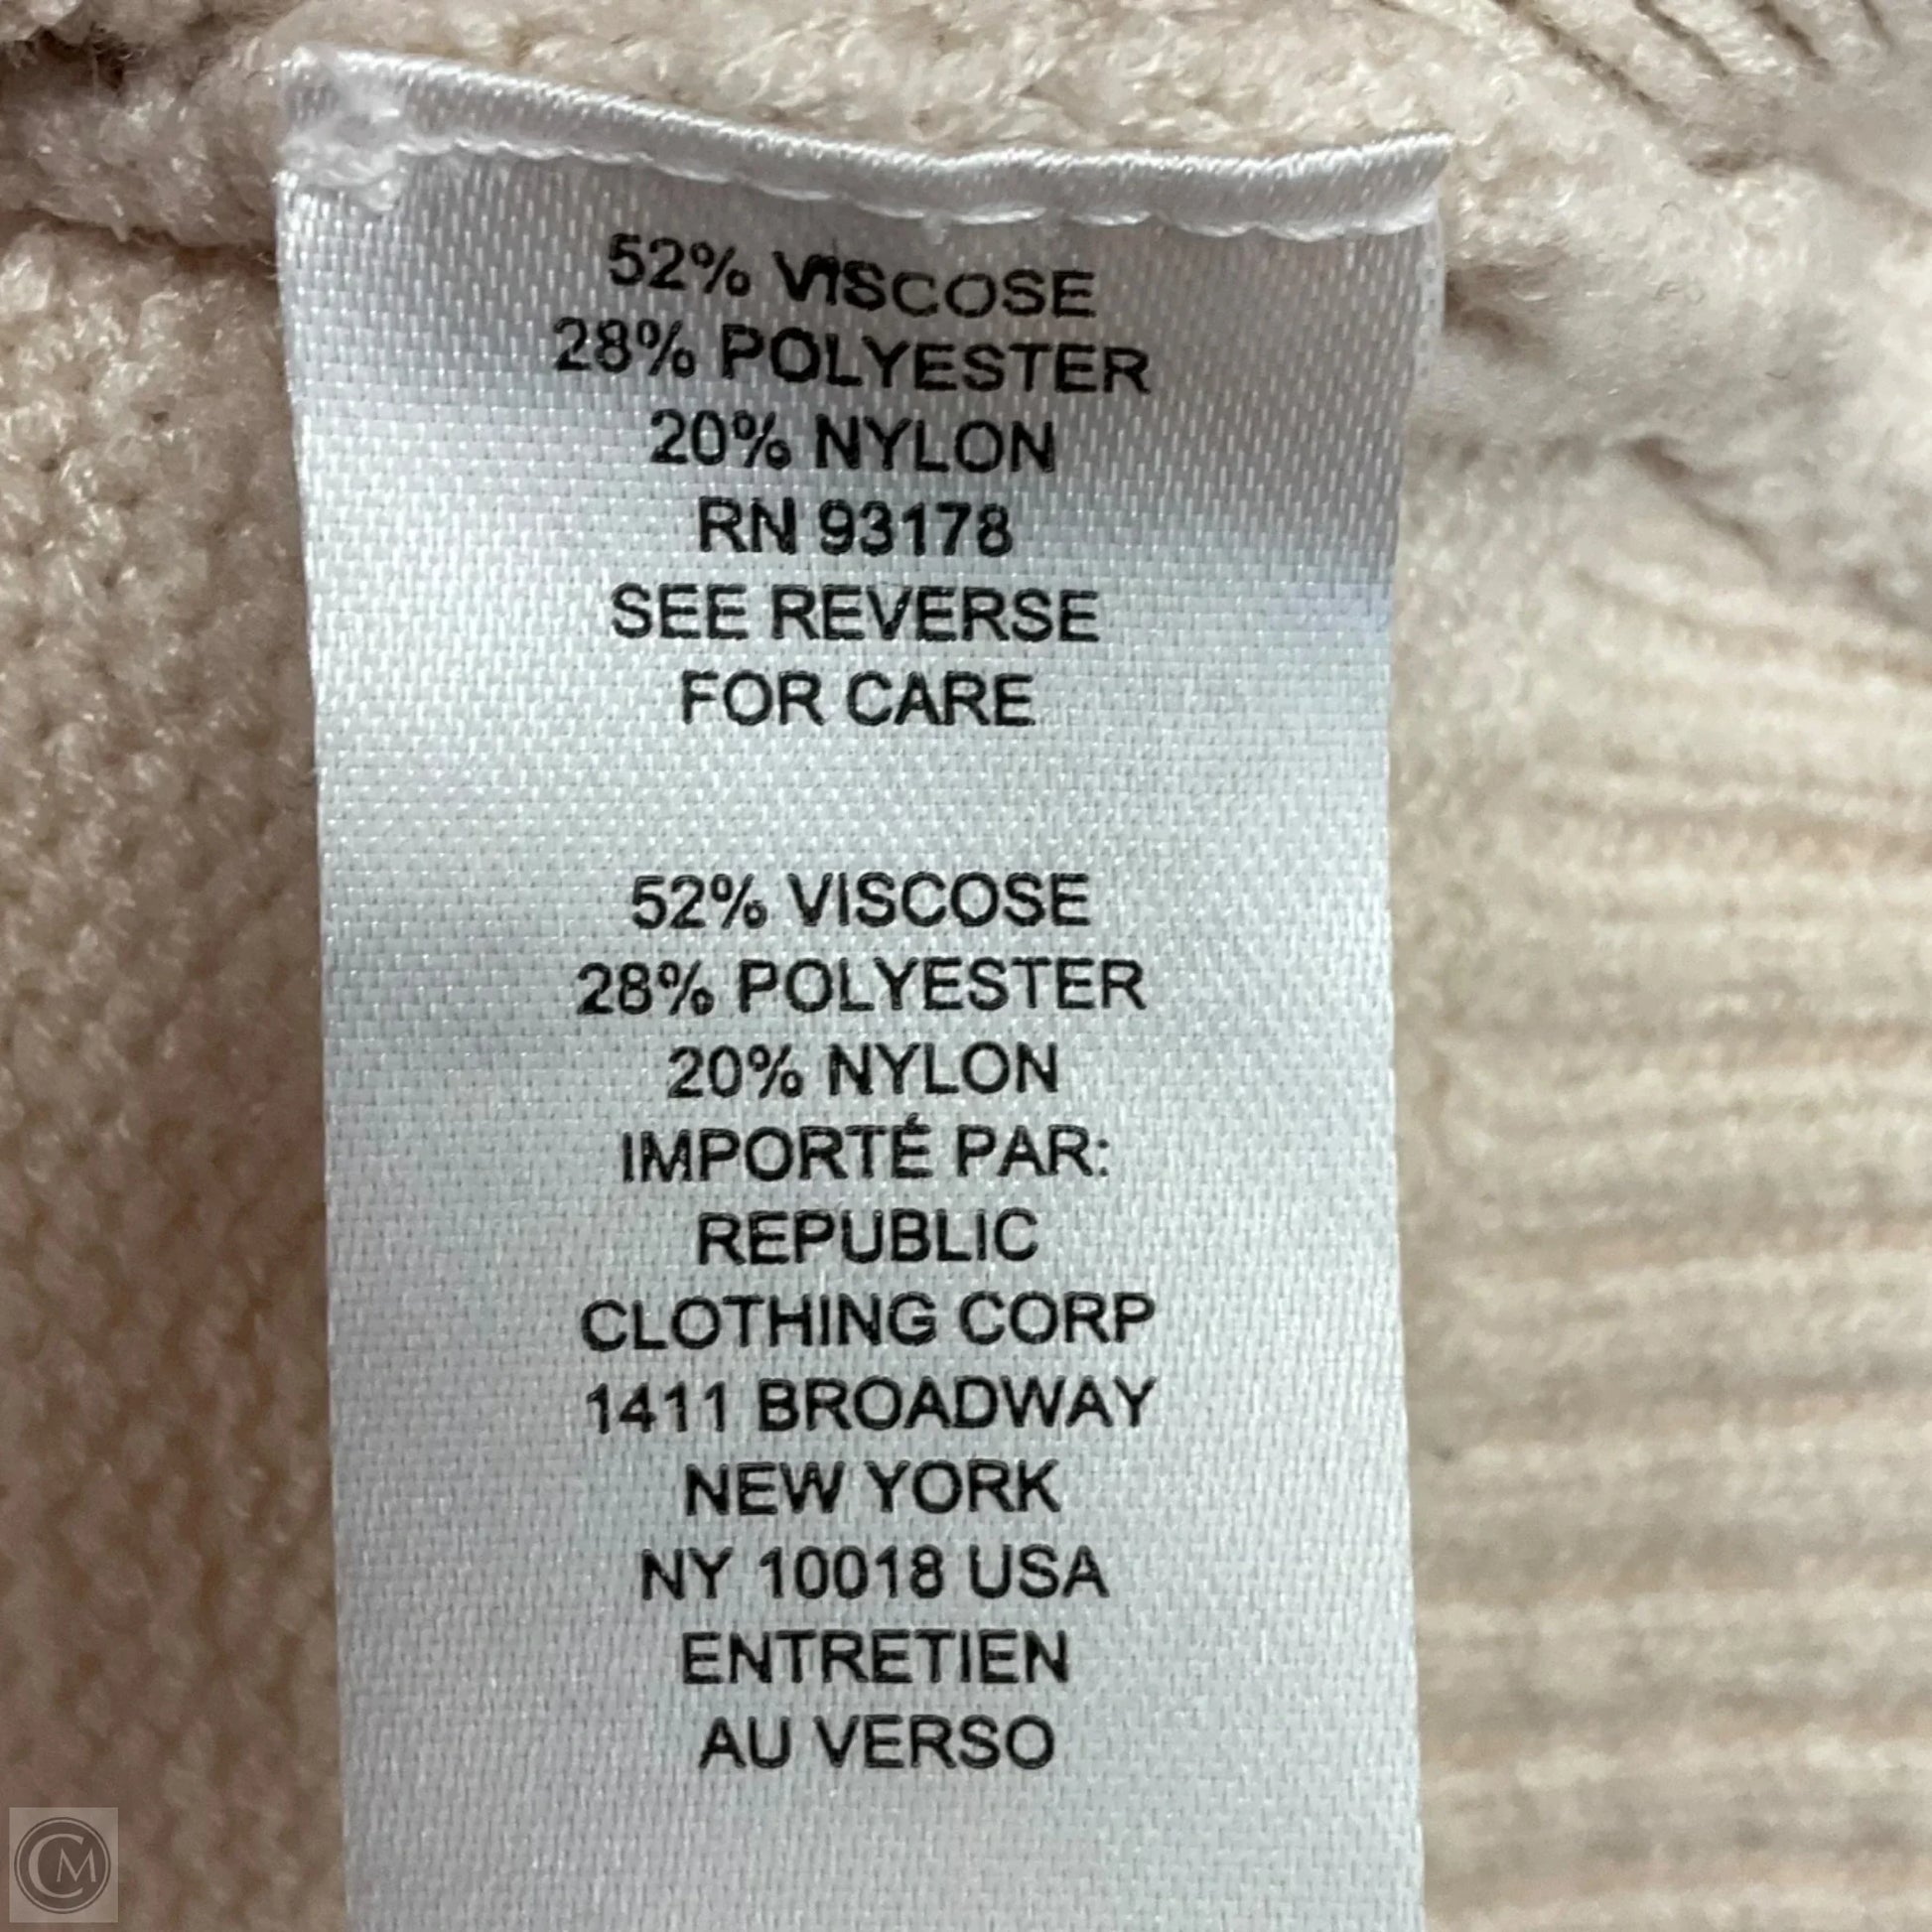 52% VISCOSE
28% POLYESTER
20% NYLON
RN 93178
SEE REVERSE
FOR CARE
52% VISCOSE
28% POLYESTER
20% NYLON
IMPORTÉ PAR:
REPUBLIC
CLOTHING CORP
1411 BROADWAY
NEW YORK
NY 10018 USA
ENTRETIEN
AU VERSO
CM